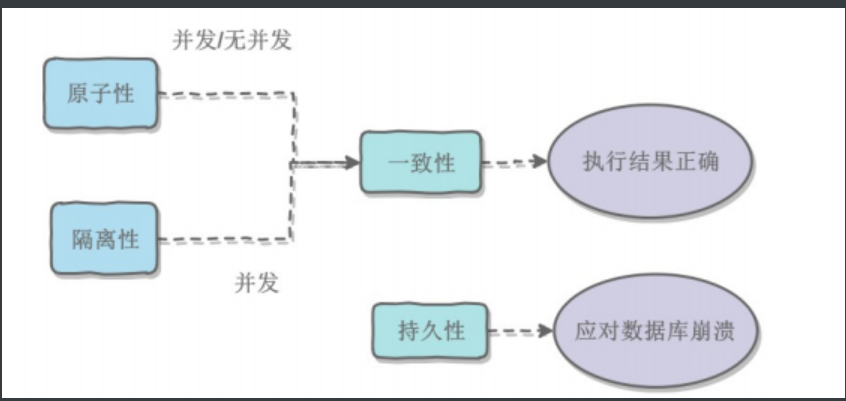 并发/无并发
原子性
一致性
执行结果正确
隔离性
并发
持久性
应对数据库崩溃